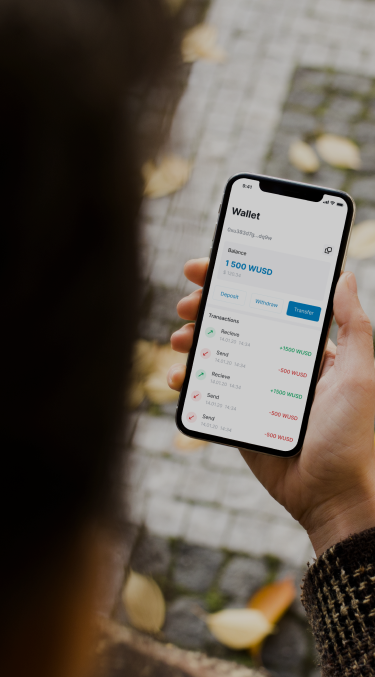 9:41
Wallet
Balance
1 500 WUSD
Deposit
Withdraw
Transfer
Transactions
Recieve
+1500 WUSD
14.01.20 14:34
Send
-500 WUSD
14.01.20 14:34
Recieve
+1500 WUSD
14.01.20 14:34
Send
-500 WUSD
14.01.20 14:34
Send
-500 WUSD
14.01.20 14:34